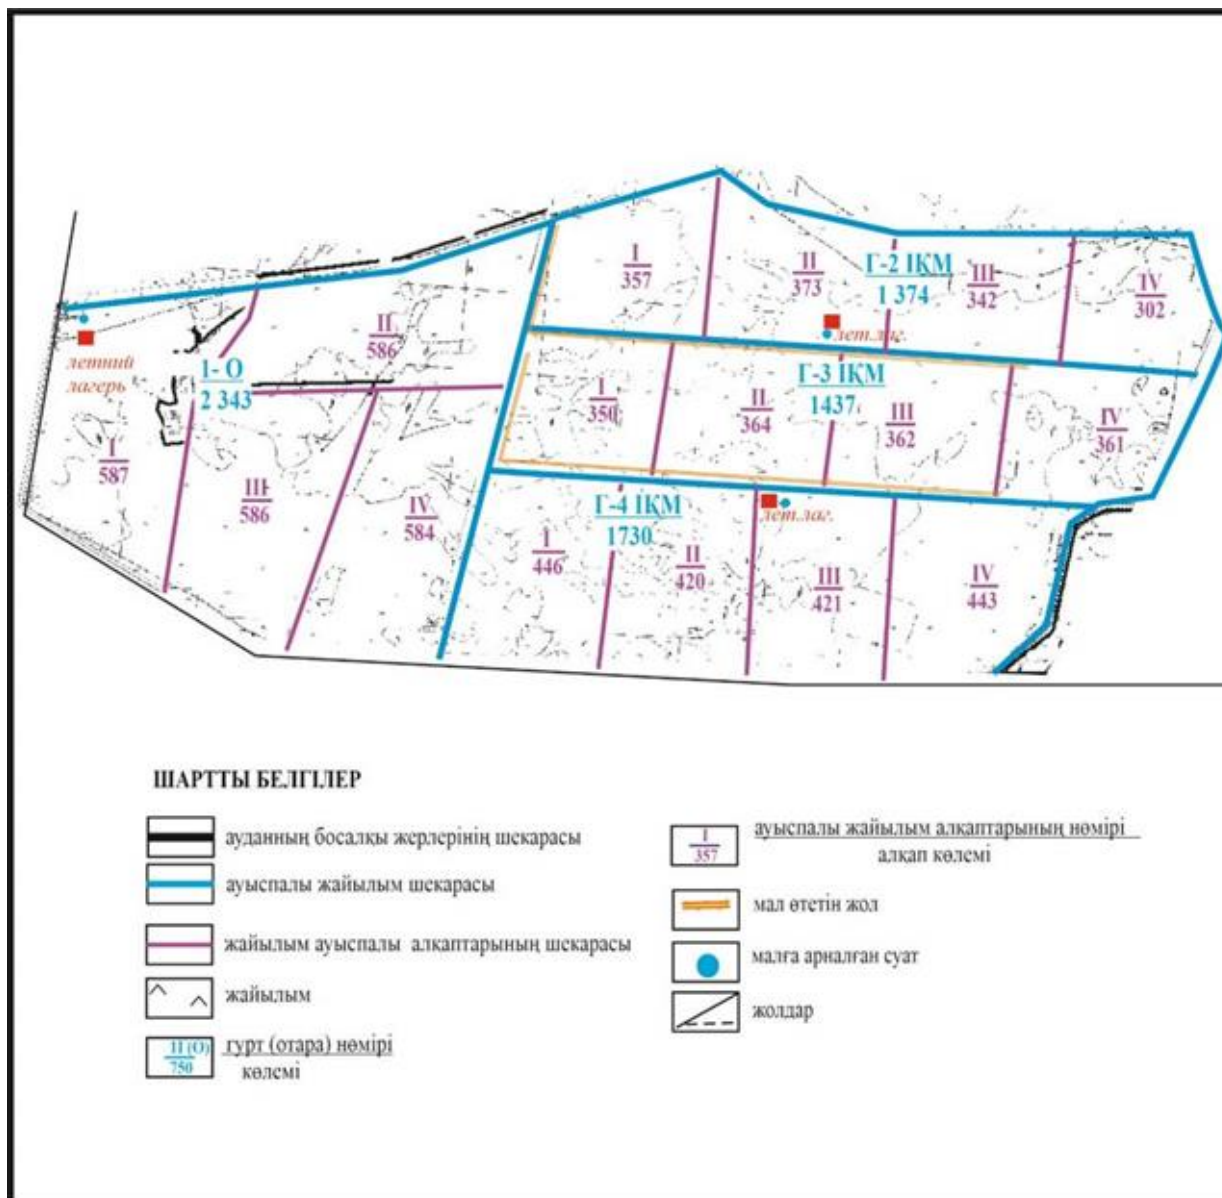 I
357
II
373
Г-2 ІҚМ
1 374
III
342
IV
302
лет.лаг.
летний
лагерь
II
586
1- О
2 343
I
587
III
586
IV
584
I
350
II
364
Г-3 ІҚМ
1437
III
362
IV
361
Г-4 ІҚМ
1730
лет.лаг.
I
446
II
420
III
421
IV
443
ШАРТТЫ БЕЛГІЛЕР
ауданның босалқы жерлерінің шекарасы
ауыспалы жайылым шекарасы
жайылым ауыспалы алқаптарының шекарасы
жайылым
II (О)
750
гурт (отара) нөмірі
көлемі
I
357
ауыспалы жайылым алқаптарының нөмірі
алқап көлемі
мал өтетін жол
малға арналған суат
жолдар